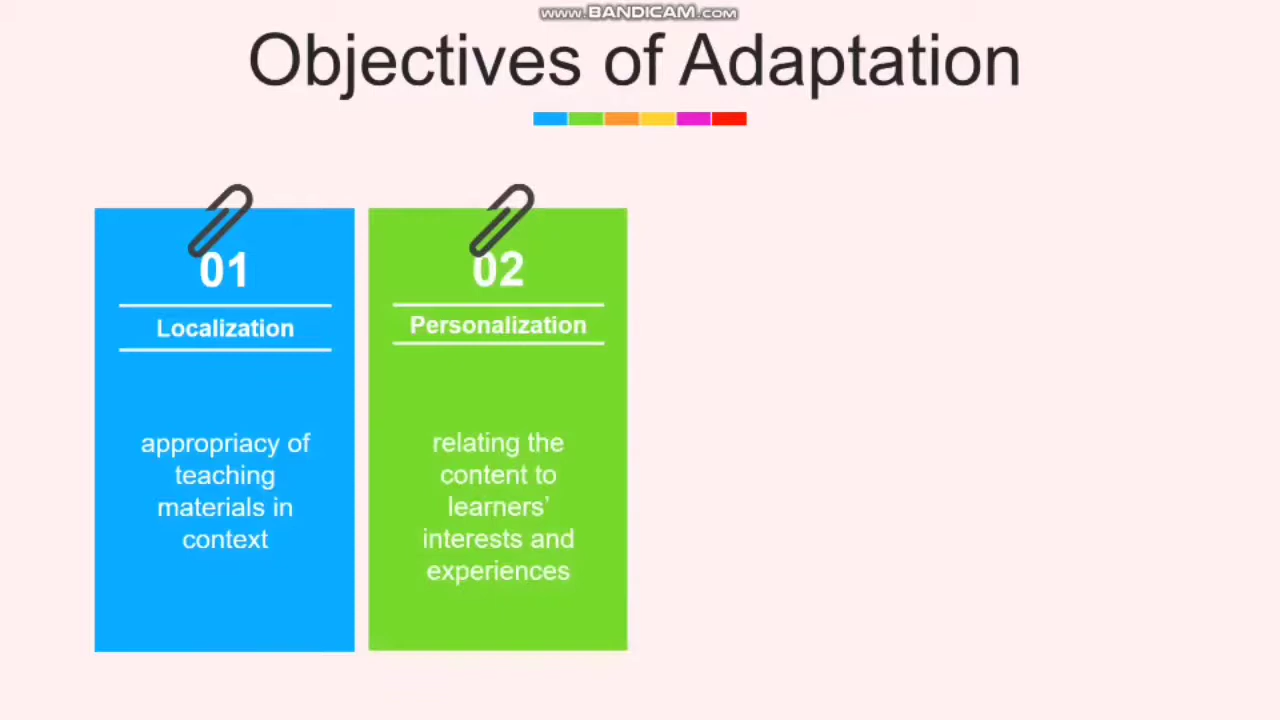 www.BANDICAM.com
Objectives of Adaptation
01
Localization
appropriacy of
teaching
materials in
context
02
Personalization
relating the
content to
learners’
interests and
experiences